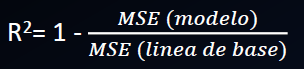 R²= 1 - MSE (modelo) / MSE (linea de base)